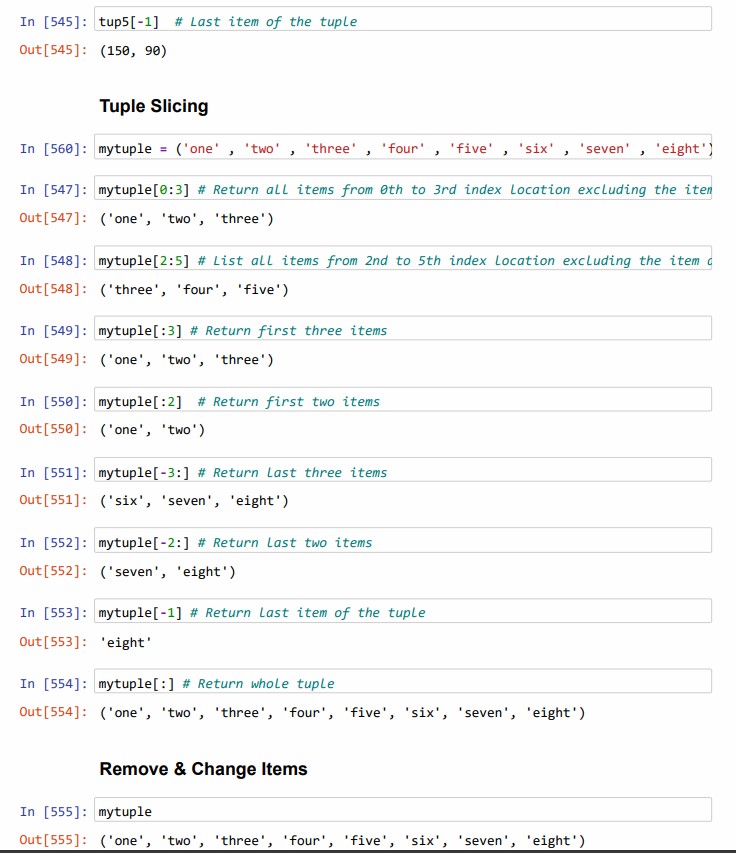 In [545]: tup5[-1]  # Last item of the tuple
Out[545]: (150, 90)
Tuple Slicing
In [560]: mytuple = ('one' , 'two' , 'three' , 'four' , 'five' , 'six' , 'seven' , 'eight')
In [547]: mytuple[0:3] # Return all items from 0th to 3rd index location excluding the item
Out[547]: ('one', 'two', 'three')
In [548]: mytuple[2:5] # List all items from 2nd to 5th index location excluding the item
Out[548]: ('three', 'four', 'five')
In [549]: mytuple[:3] # Return first three items
Out[549]: ('one', 'two', 'three')
In [550]: mytuple[:2]  # Return first two items
Out[550]: ('one', 'two')
In [551]: mytuple[-3:] # Return last three items
Out[551]: ('six', 'seven', 'eight')
In [552]: mytuple[-2:] # Return last two items
Out[552]: ('seven', 'eight')
In [553]: mytuple[-1] # Return last item of the tuple
Out[553]: 'eight'
In [554]: mytuple[:] # Return whole tuple
Out[554]: ('one', 'two', 'three', 'four', 'five', 'six', 'seven', 'eight')
Remove & Change Items
In [555]: mytuple
Out[555]: ('one', 'two', 'three', 'four', 'five', 'six', 'seven', 'eight')